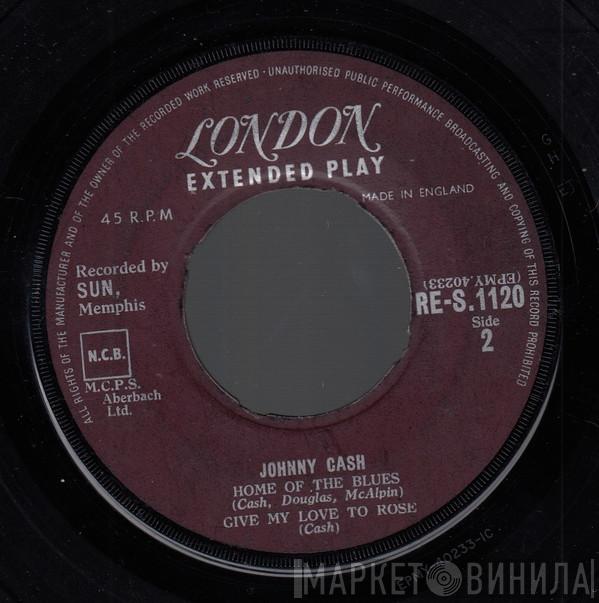 ALL RIGHTS OF THE MANUFACTURER AND OF THE OWNER OF THE RECORDED WORK RESERVED · UNAUTHORISED PUBLIC PERFORMANCE BROADCASTING AND COPYING OF THIS RECORD PROHIBITED
LONDON
EXTENDED PLAY
MADE IN ENGLAND
45 R.P.M
Recorded by
SUN,
Memphis
(EPMY.40233)
RE-S.1120
Side
2
N.C.B.
M.C.P.S.
Aberbach
Ltd.
JOHNNY CASH
HOME OF THE BLUES
(Cash, Douglas, McAlpin)
GIVE MY LOVE TO ROSE
(Cash)
EPMY 40233-1C
МАРКЕТ ВИНИЛА